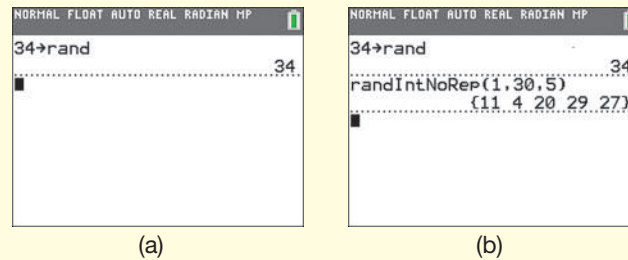 NORMAL FLOAT AUTO REAL RADIAN MP
34→rand
34
(a)
NORMAL FLOAT AUTO REAL RADIAN MP
34→rand
34
randIntNoRep(1,30,5)
{11 4 20 29 27}
(b)